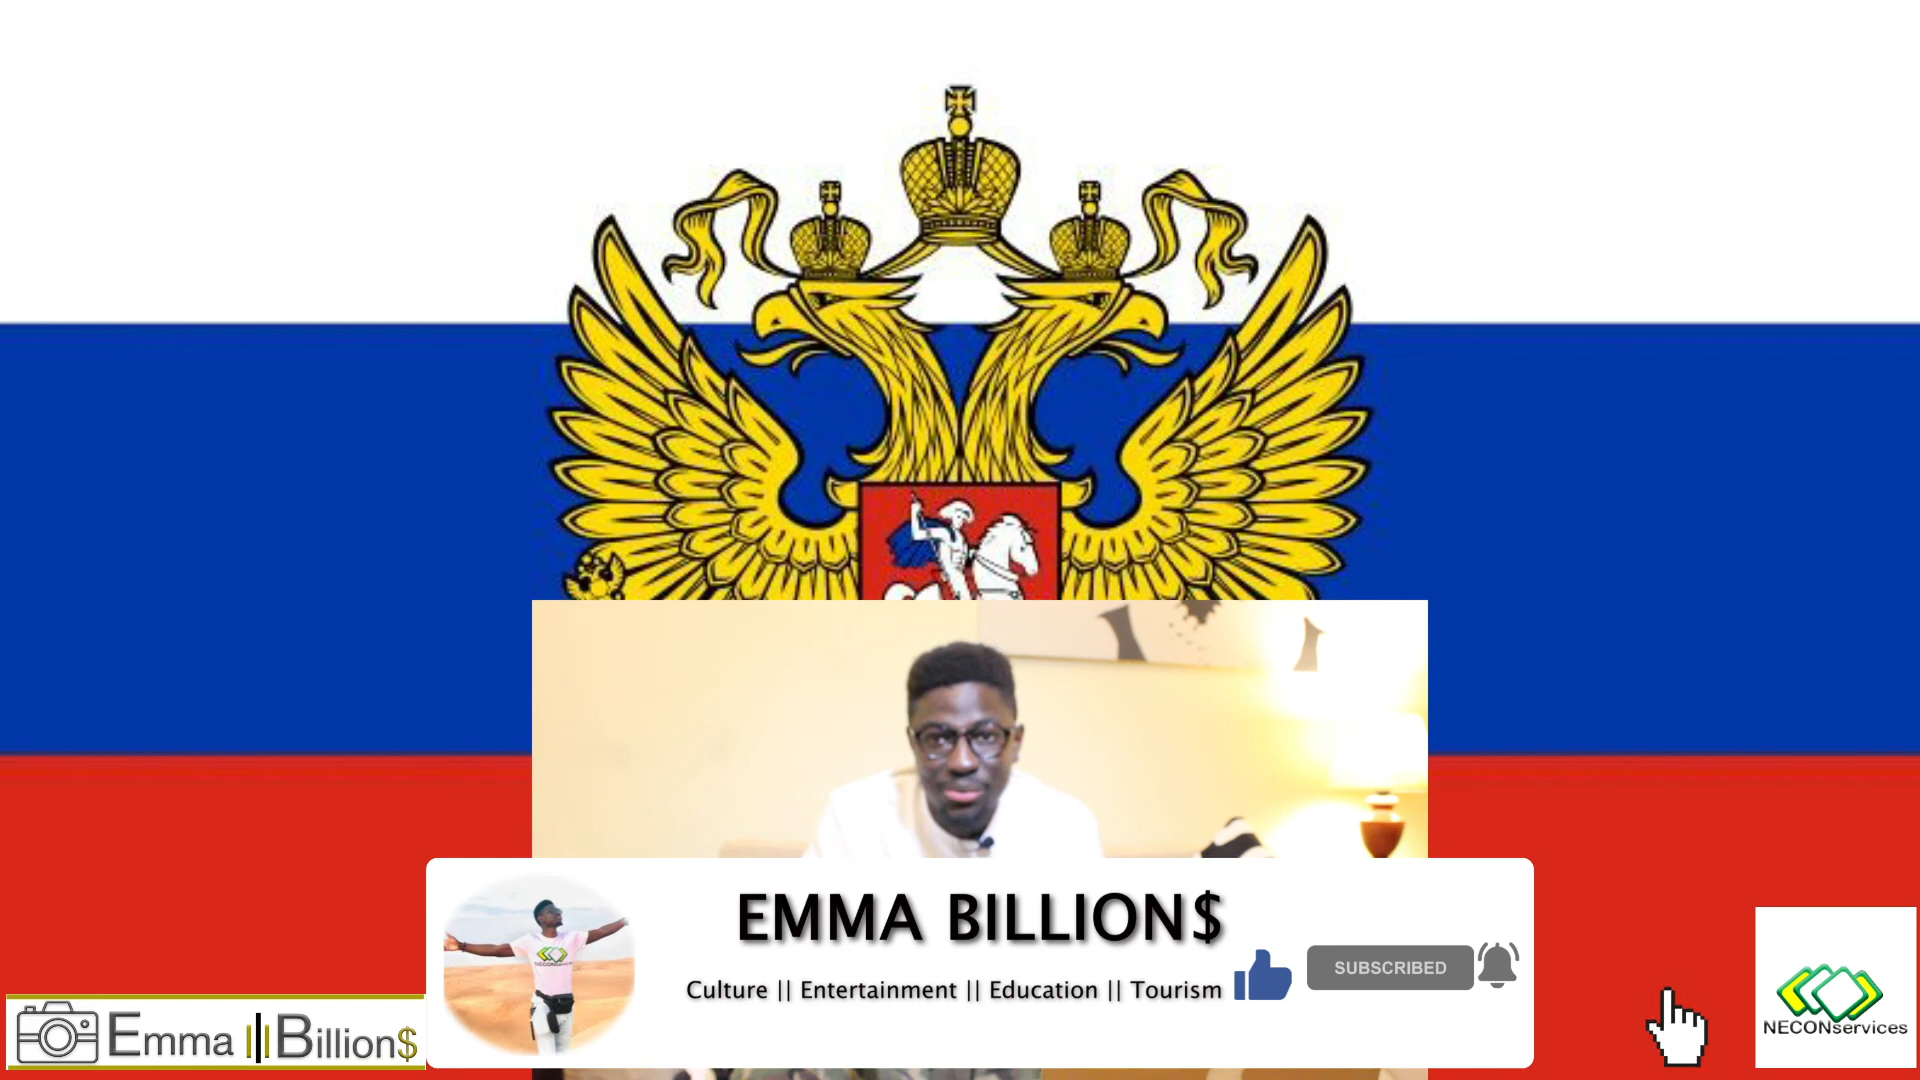 EMMA BILLION$
Culture || Entertainment || Education || Tourism
SUBSCRIBED
Emma || Billion$
NECONservices